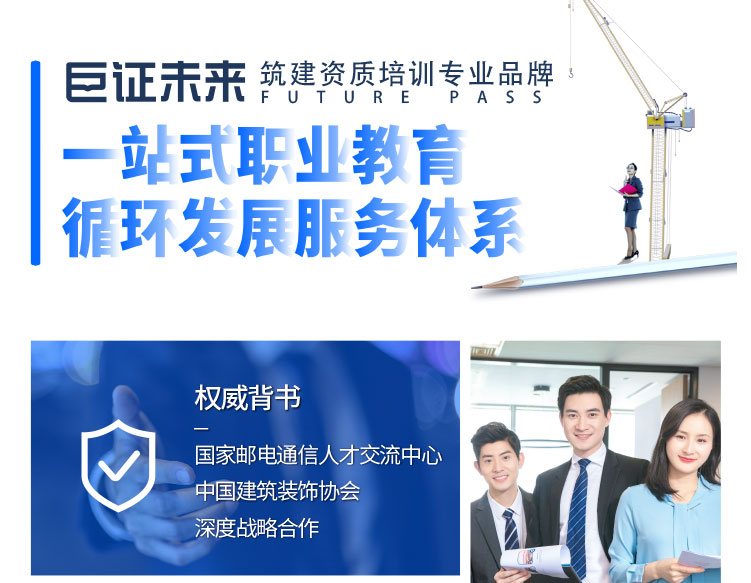 巨证未来 筑建资质培训专业品牌
FUTURE PASS
一站式职业教育
循环发展服务体系
权威背书
国家邮电通信人才交流中心
中国建筑装饰协会
深度战略合作